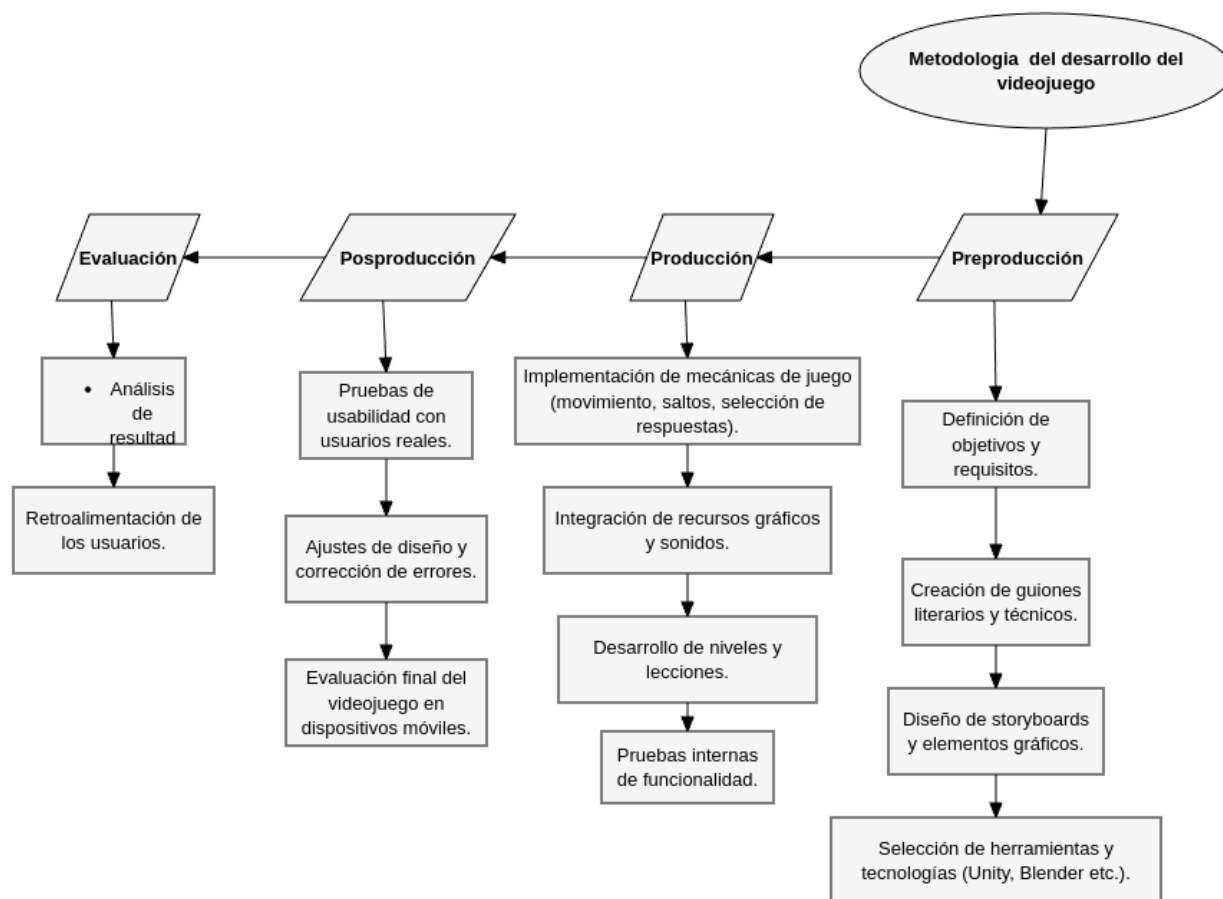 Metodologia  del desarrollo del
videojuego
Evaluación
Posproducción
Producción
Preproducción
• Análisis
de
resultad
Retroalimentación de
los usuarios.
Pruebas de
usabilidad con
usuarios reales.
Ajustes de diseño y
corrección de errores.
Evaluación final del
videojuego en
dispositivos móviles.
Implementación de mecánicas de juego
(movimiento, saltos, selección de
respuestas).
Integración de recursos gráficos
y sonidos.
Desarrollo de niveles y
lecciones.
Pruebas internas
de funcionalidad.
Definición de
objetivos y
requisitos.
Creación de guiones
literarios y técnicos.
Diseño de storyboards
y elementos gráficos.
Selección de herramientas y
tecnologías (Unity, Blender etc.).